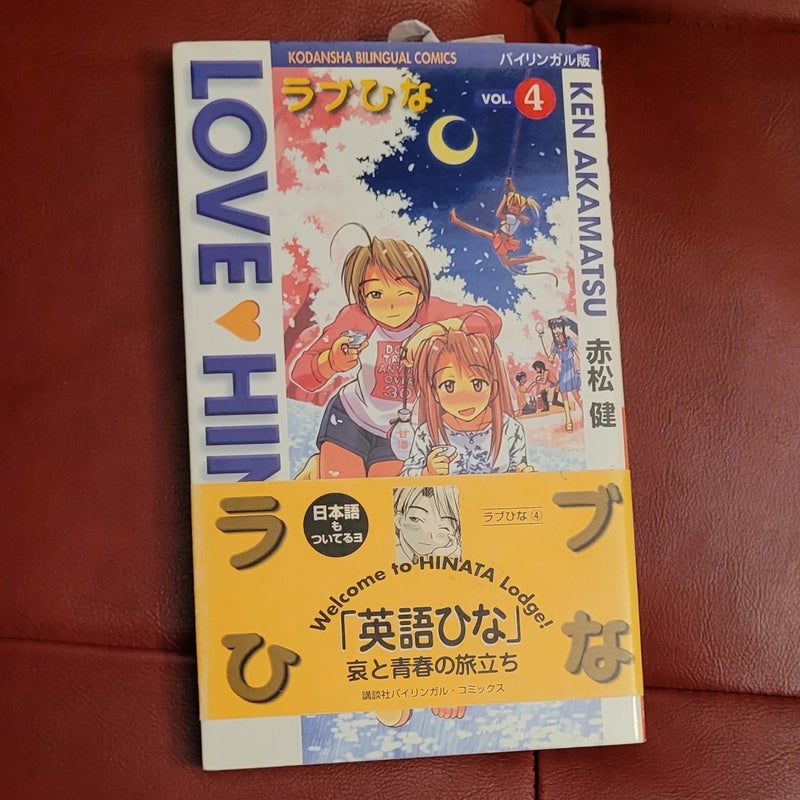 KODANSHA BILINGUAL COMICS
バイリンガル版
LOVE♥HIN
ラブひな
VOL. 4
KEN AKAMATSU 赤松 健
甘酒
ラブひな
日本語
も
ついてるヨ
ラブひな ④
Welcome to HINATA Lodge!
「英語ひな」
哀と青春の旅立ち
講談社バイリンガル・コミックス